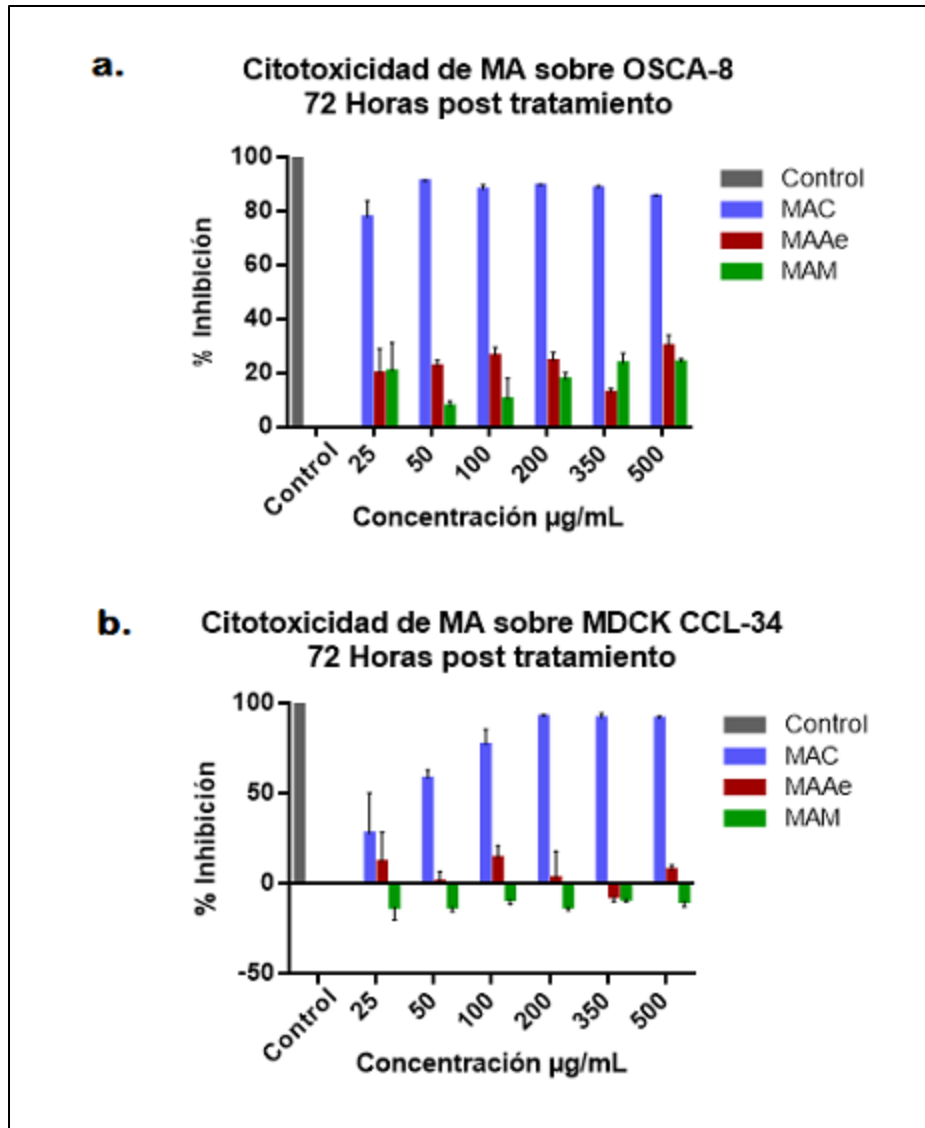 a.
Citotoxicidad de MA sobre OSCA-8
72 Horas post tratamiento
100
80
60
40
20
0
% Inhibición
Control
25
50
100
200
350
500
Concentración µg/mL
Control
MAC
MAAe
MAM
b.
Citotoxicidad de MA sobre MDCK CCL-34
72 Horas post tratamiento
100
50
0
-50
% Inhibición
Control
25
50
100
200
350
500
Concentración µg/mL
Control
MAC
MAAe
MAM